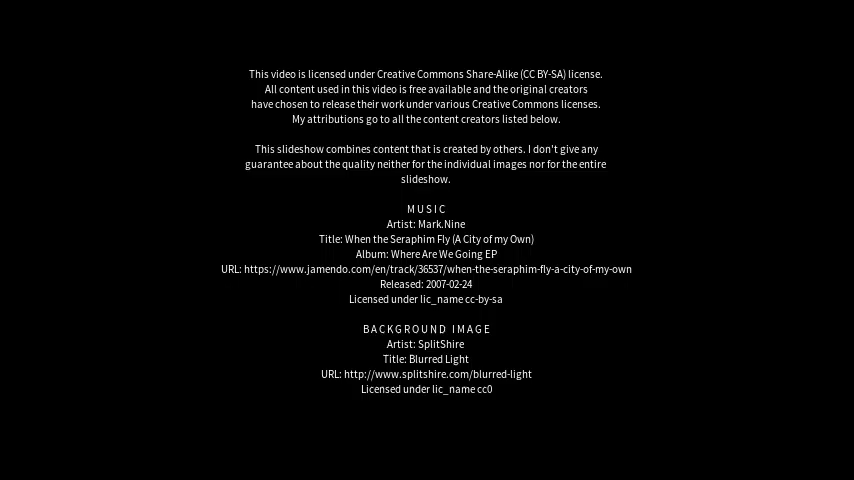 This video is licensed under Creative Commons Share-Alike (CC BY-SA) license.
All content used in this video is free available and the original creators
have chosen to release their work under various Creative Commons licenses.
My attributions go to all the content creators listed below.
This slideshow combines content that is created by others. I don't give any
guarantee about the quality neither for the individual images nor for the entire
slideshow.
MUSIC
Artist: Mark.Nine
Title: When the Seraphim Fly (A City of my Own)
Album: Where Are We Going EP
URL: https://www.jamendo.com/en/track/36537/when-the-seraphim-fly-a-city-of-my-own
Released: 2007-02-24
Licensed under lic_name cc-by-sa
BACKGROUND IMAGE
Artist: SplitShire
Title: Blurred Light
URL: http://www.splitshire.com/blurred-light
Licensed under lic_name cc0